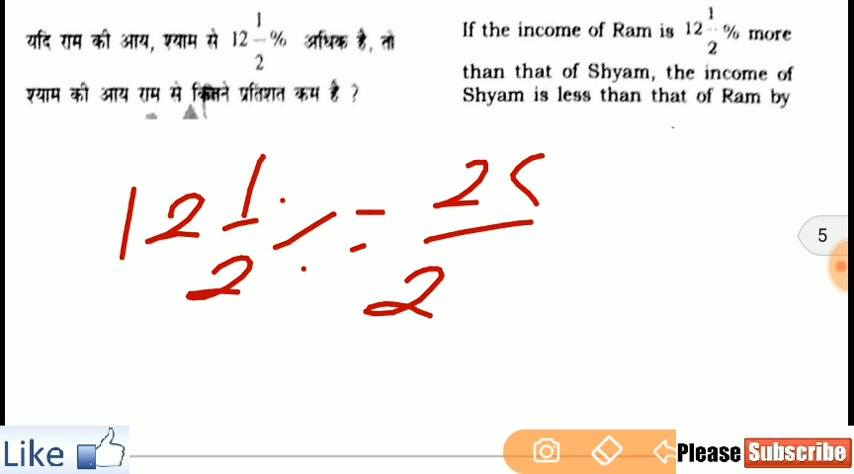 यदि राम की आय, श्याम से 12 1/2 % अधिक है, तो
श्याम की आय राम से कितने प्रतिशत कम है ?
If the income of Ram is 12 1/2 % more
than that of Shyam, the income of
Shyam is less than that of Ram by
12 1/2 % = 25/2
5
Like
Please Subscribe